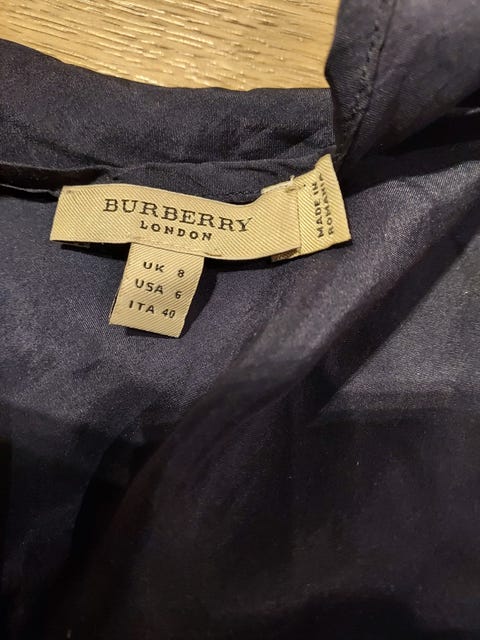 BURBERRY
LONDON
MADE IN
ROMANIA
UK 8
USA 6
ITA 40